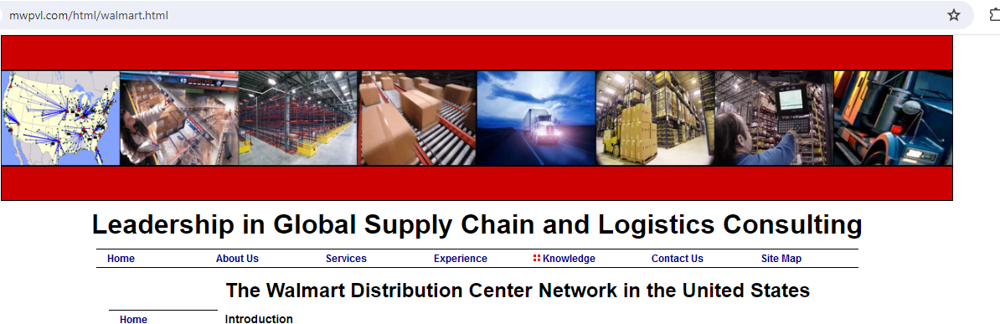 mwpvl.com/html/walmart.html
Leadership in Global Supply Chain and Logistics Consulting
Home About Us Services Experience Knowledge Contact Us Site Map
The Walmart Distribution Center Network in the United States
Home Introduction